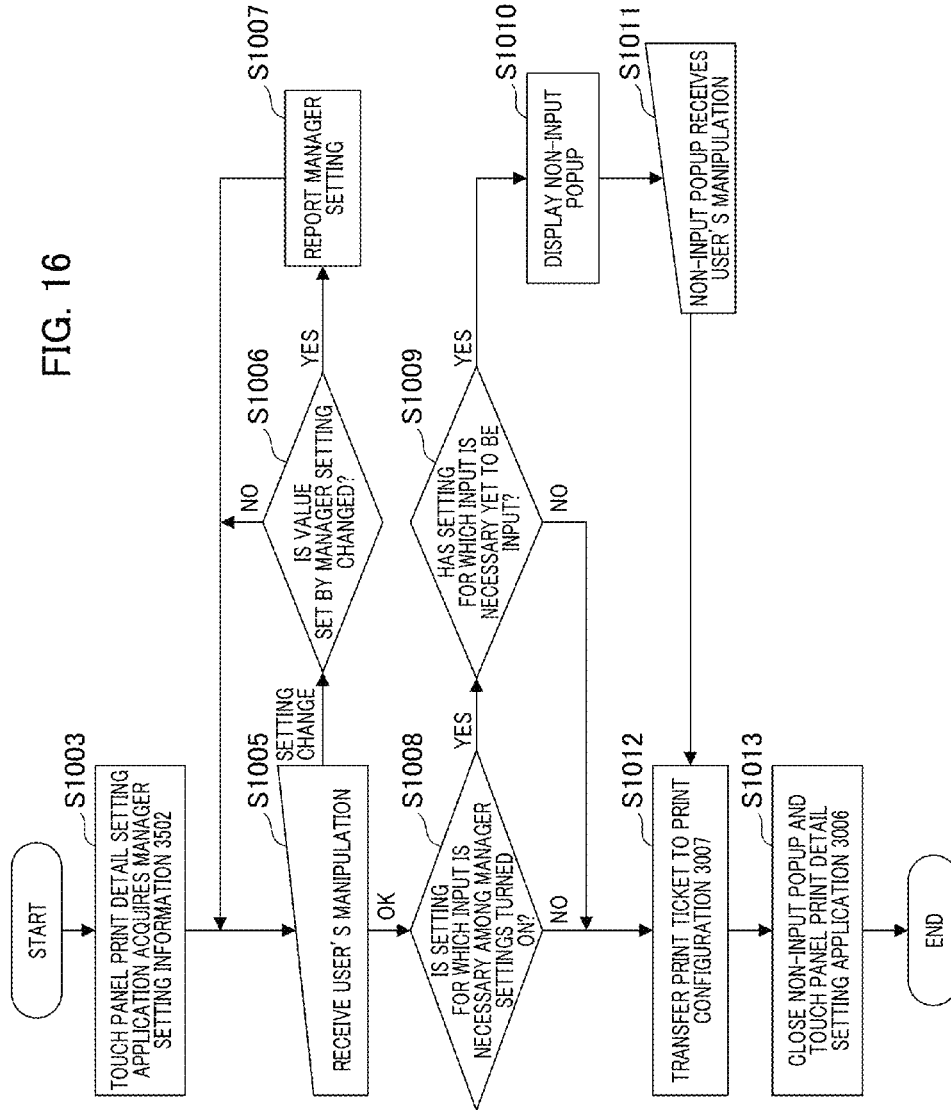 FIG. 16
START
S1003
TOUCH PANEL PRINT DETAIL SETTING
APPLICATION ACQUIRES MANAGER
SETTING INFORMATION 3502
S1005
RECEIVE USER'S MANIPULATION
SETTING
CHANGE
OK
S1006
IS VALUE
SET BY MANAGER SETTING
CHANGED?
NO
YES
S1007
REPORT MANAGER
SETTING
S1008
IS SETTING
FOR WHICH INPUT IS
NECESSARY AMONG MANAGER
SETTINGS TURNED
ON?
YES
NO
S1009
HAS SETTING
FOR WHICH INPUT IS
NECESSARY YET TO BE
INPUT?
YES
NO
S1010
DISPLAY NON-INPUT
POPUP
S1011
NON-INPUT POPUP RECEIVES
USER'S MANIPULATION
S1012
TRANSFER PRINT TICKET TO PRINT
CONFIGURATION 3007
S1013
CLOSE NON-INPUT POPUP AND
TOUCH PANEL PRINT DETAIL
SETTING APPLICATION 3006
END